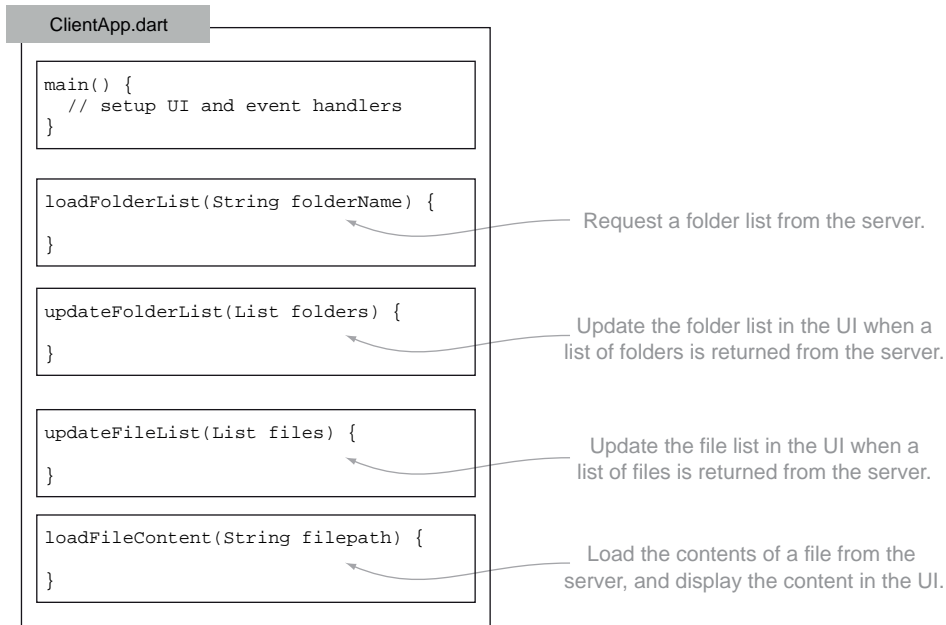 ClientApp.dart
main() {
  // setup UI and event handlers
}
loadFolderList(String folderName) {
}
Request a folder list from the server.
updateFolderList(List folders) {
}
Update the folder list in the UI when a
list of folders is returned from the server.
updateFileList(List files) {
}
Update the file list in the UI when a
list of files is returned from the server.
loadFileContent(String filepath) {
}
Load the contents of a file from the
server, and display the content in the UI.